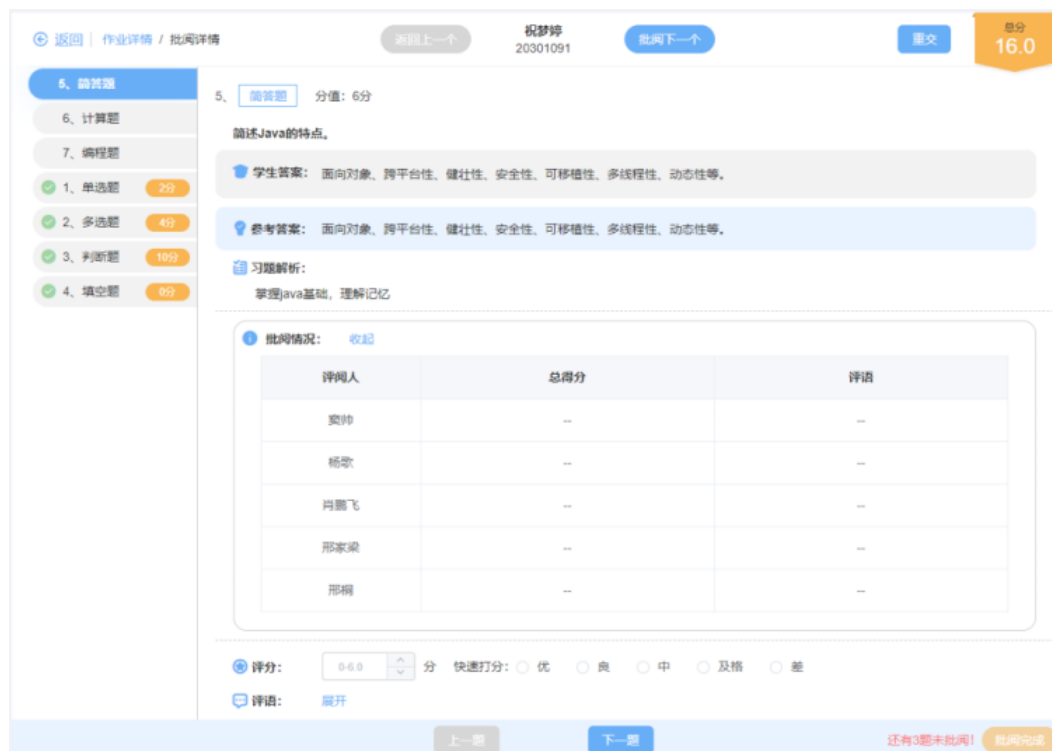 返回 | 作业详情 / 批阅详情
返回上一个
祝梦婷
20301091
批阅下一个
重交
总分
16.0
5、简答题
6、计算题
7、编程题
1、单选题 2分
2、多选题 4分
3、判断题 10分
4、填空题 0分
5、 简答题 分值：6分
简述Java的特点。
学生答案： 面向对象、跨平台性、健壮性、安全性、可移植性、多线程性、动态性等。
参考答案： 面向对象、跨平台性、健壮性、安全性、可移植性、多线程性、动态性等。
习题解析：
掌握java基础，理解记忆
批阅情况： 收起
评阅人 总得分 评语
窦帅 -- --
杨歌 -- --
肖鹏飞 -- --
邢家梁 -- --
邢桐 -- --
评分： 0-6.0 分 快速打分： 优 良 中 及格 差
评语： 展开
上一题
下一题
还有3题未批阅！
批阅完成